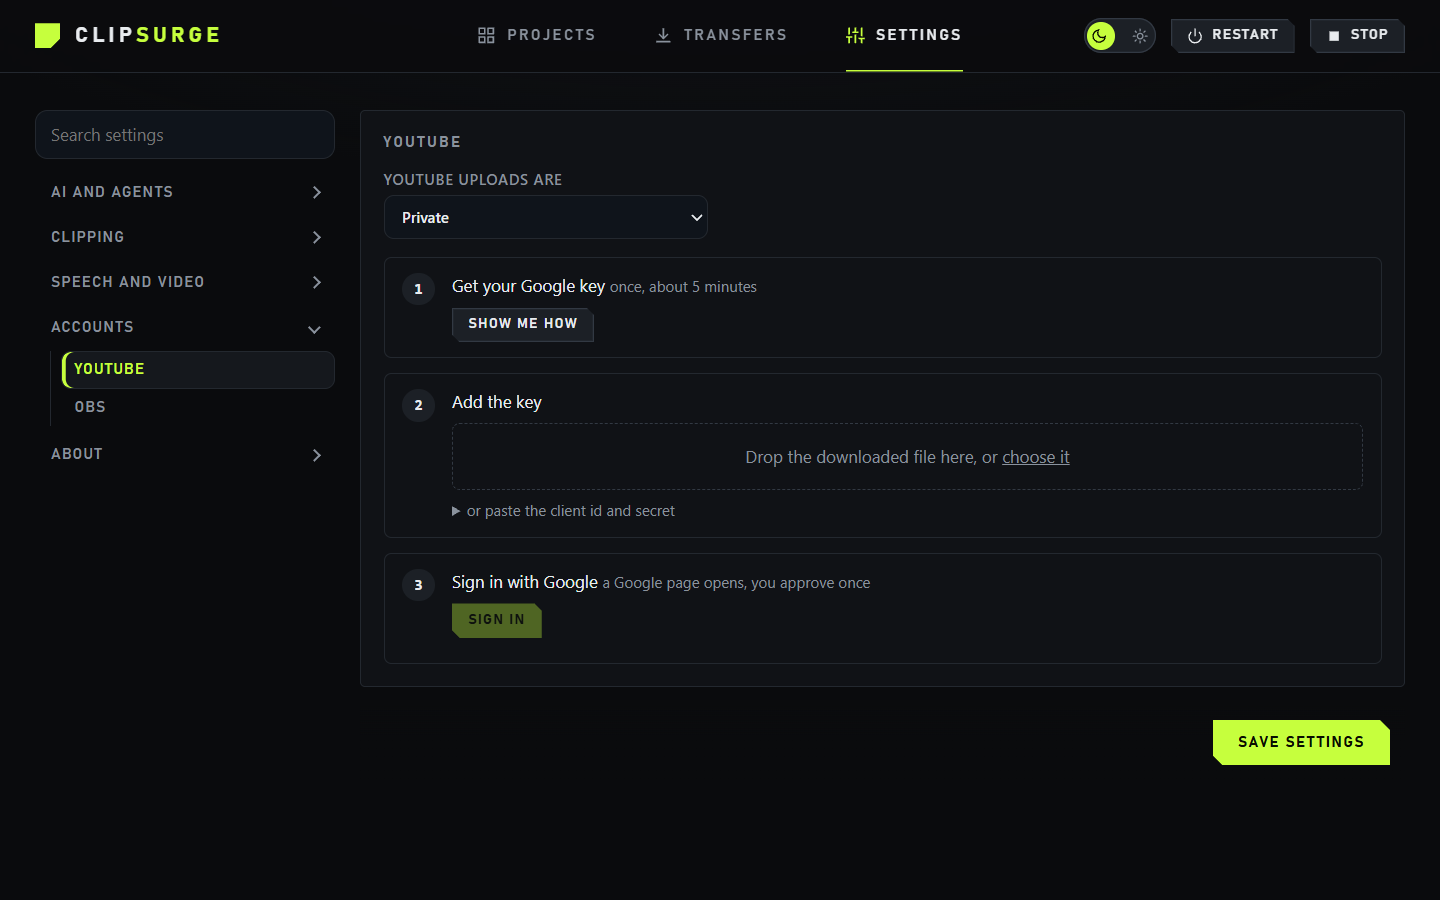 CLIPSURGE
PROJECTS
TRANSFERS
SETTINGS
RESTART
STOP
Search settings
AI AND AGENTS
CLIPPING
SPEECH AND VIDEO
ACCOUNTS
YOUTUBE
OBS
ABOUT
YOUTUBE
YOUTUBE UPLOADS ARE
Private
1
Get your Google key once, about 5 minutes
SHOW ME HOW
2
Add the key
Drop the downloaded file here, or choose it
or paste the client id and secret
3
Sign in with Google a Google page opens, you approve once
SIGN IN
SAVE SETTINGS